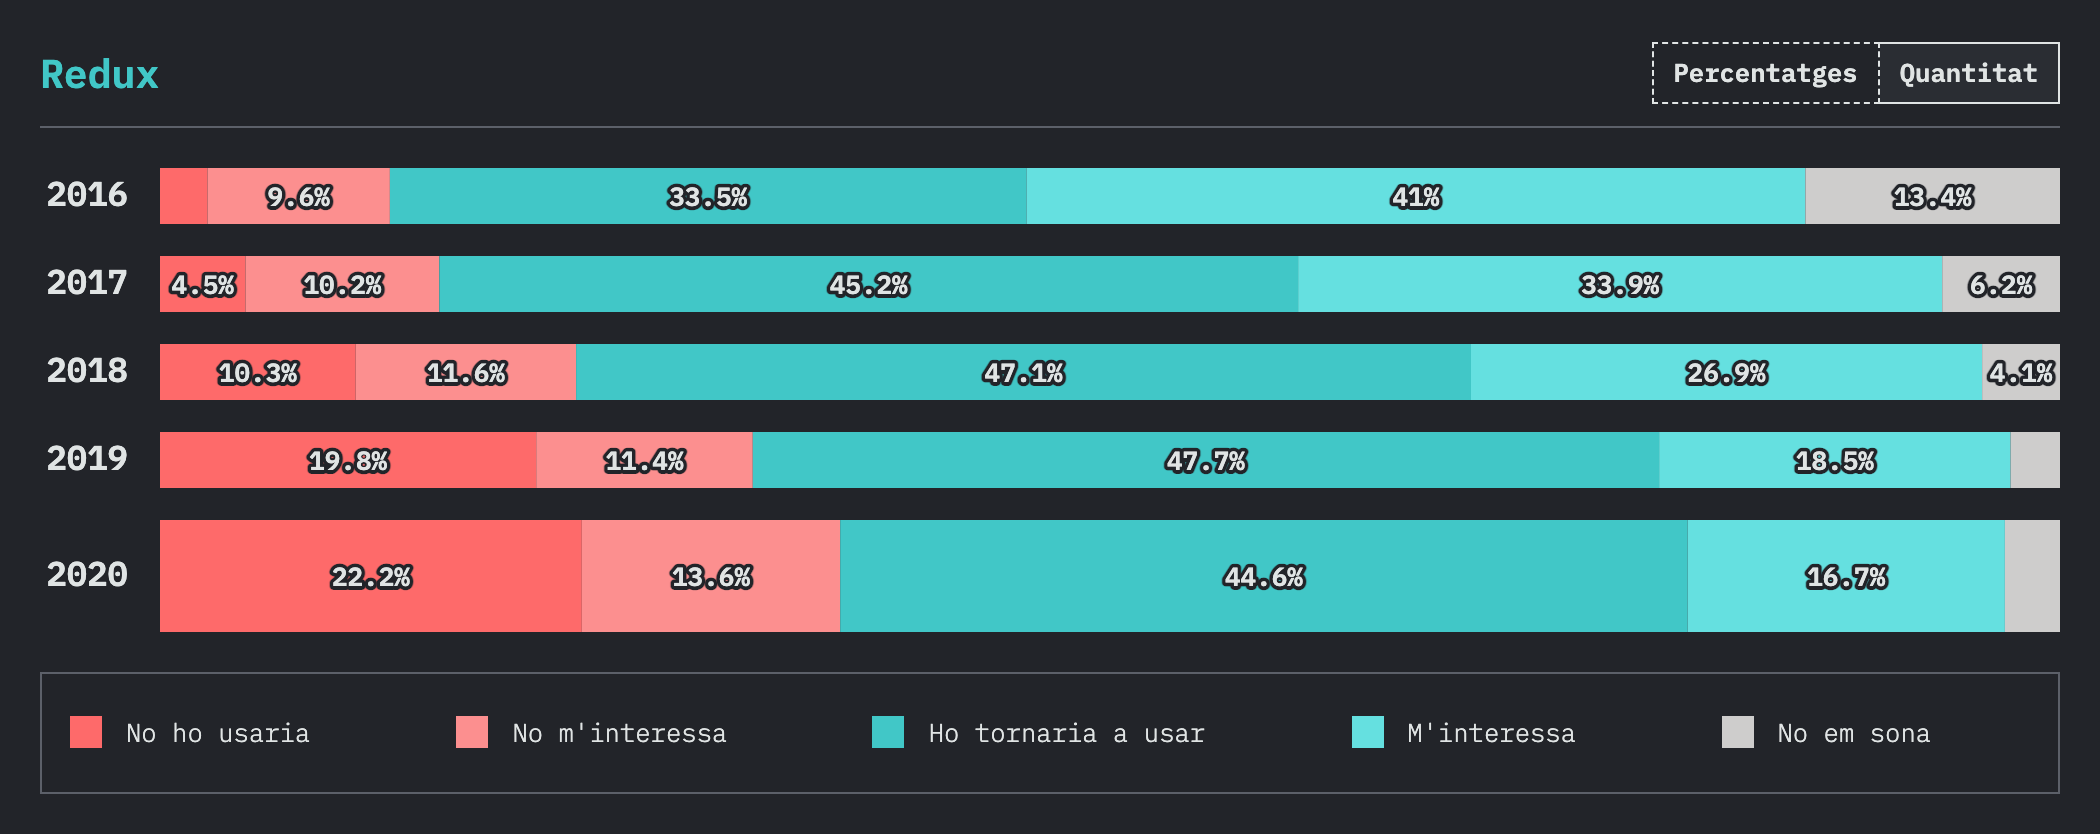 Redux
Percentatges Quantitat
2016 9.6% 33.5% 41% 13.4%
2017 4.5% 10.2% 45.2% 33.9% 6.2%
2018 10.3% 11.6% 47.1% 26.9% 4.1%
2019 19.8% 11.4% 47.7% 18.5%
2020 22.2% 13.6% 44.6% 16.7%
No ho usaria No m'interessa Ho tornaria a usar M'interessa No em sona